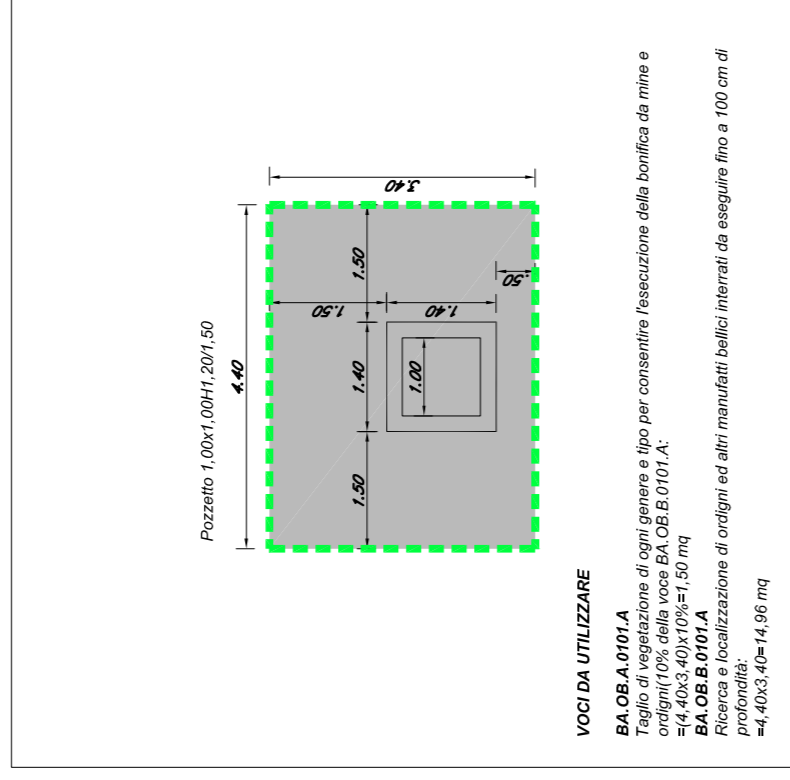 Pozzetto 1,00x1,00H1,20/1,50
4.40
3.40
1.50
1.50
1.40
1.40
1.00
1.50
.50
VOCI DA UTILIZZARE
BA.OB.A.0101.A
Taglio di vegetazione di ogni genere e tipo per consentire l'esecuzione della bonifica da mine e
ordigni(10% della voce BA.OB.B.0101.A:
=(4,40x3,40)x10%=1,50 mq
BA.OB.B.0101.A
Ricerca e localizzazione di ordigni ed altri manufatti bellici interrati da eseguire fino a 100 cm di
profondità:
=4,40x3,40=14,96 mq